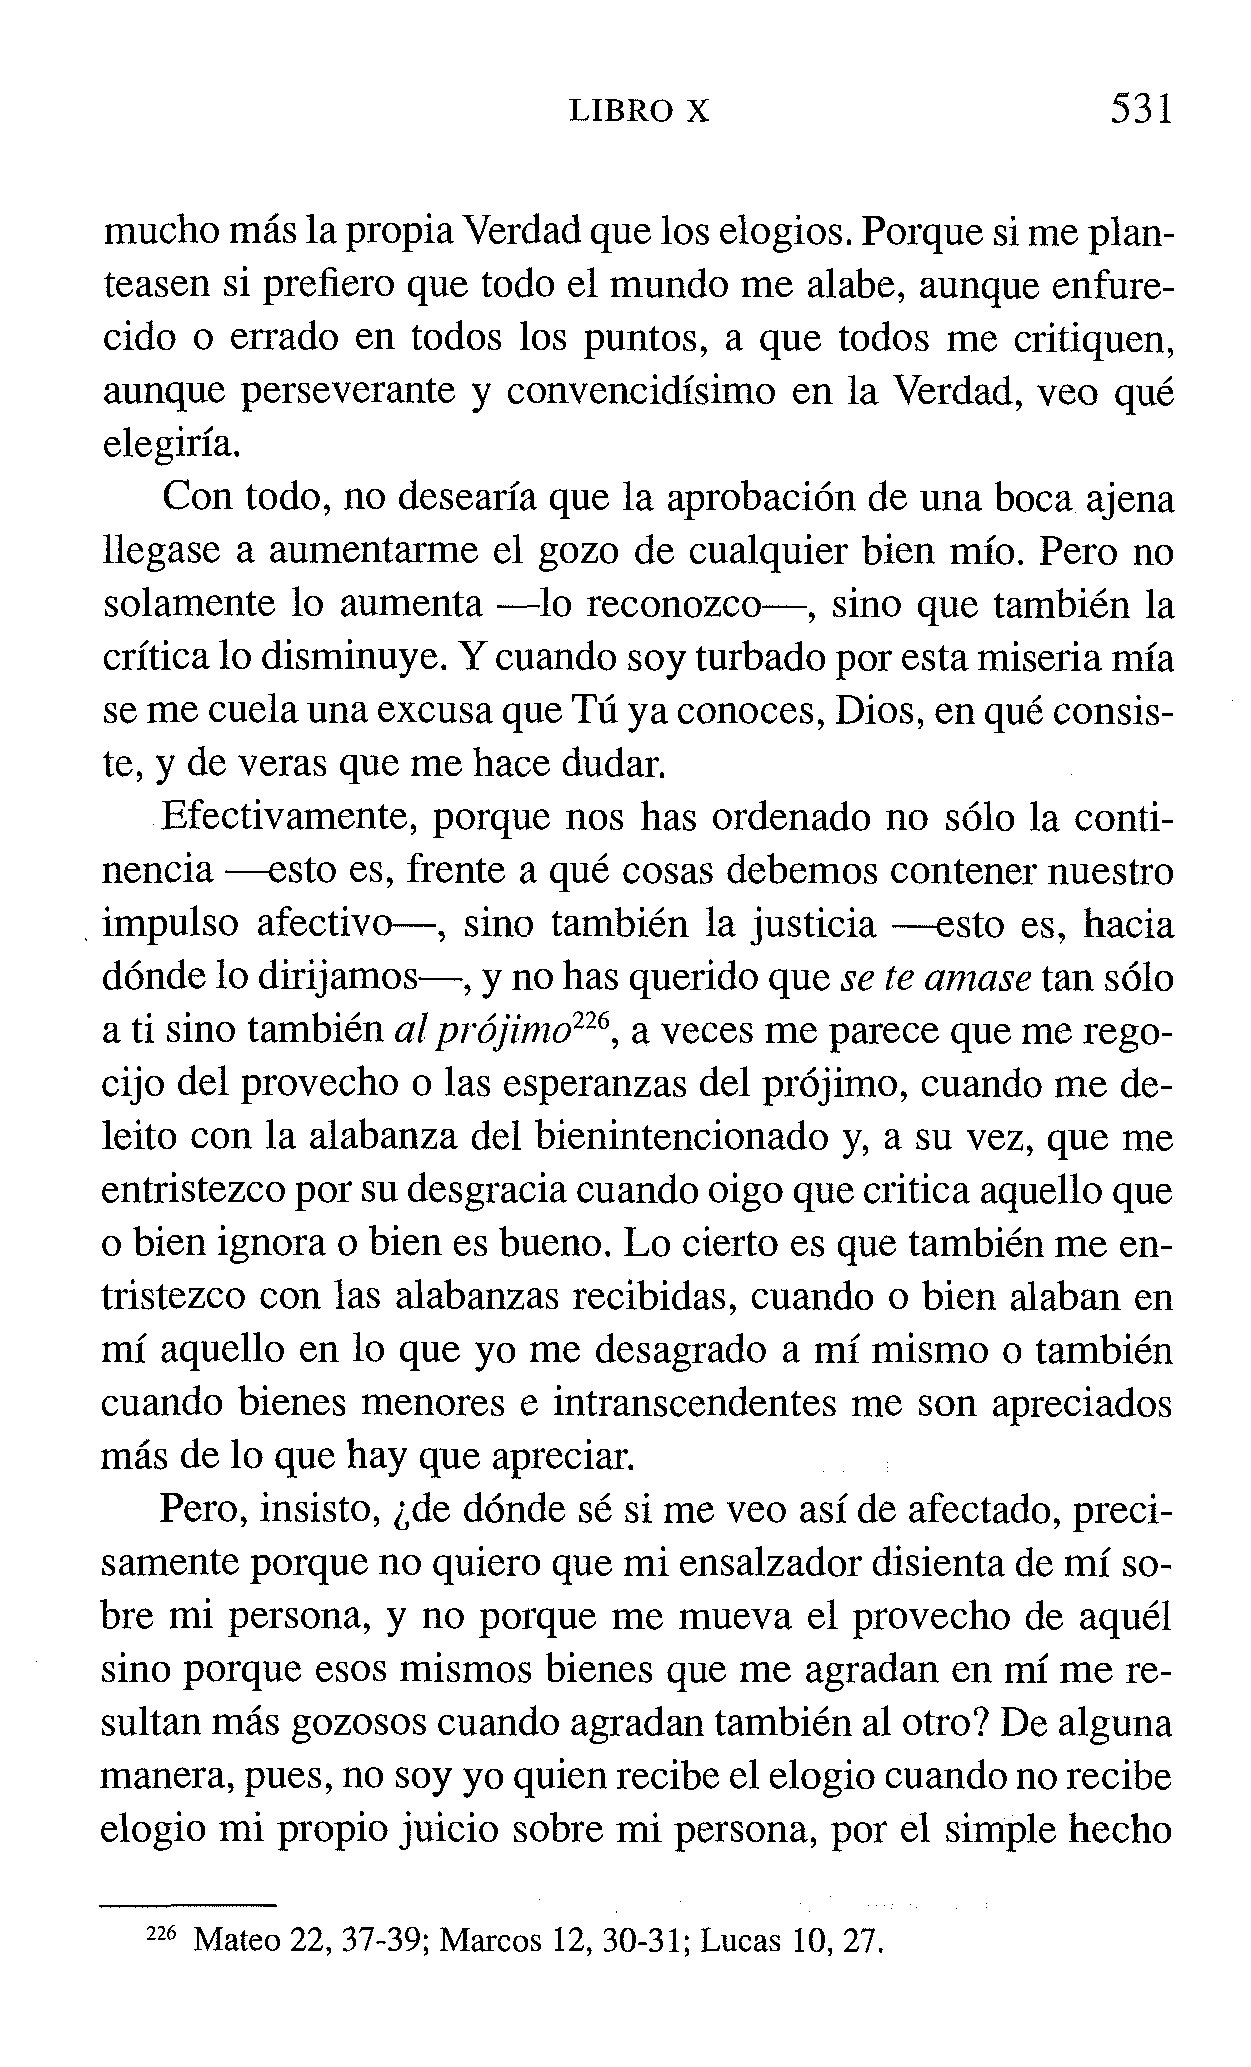 LIBRO X 531
mucho más la propia Verdad que los elogios. Porque si me plan-
teasen si prefiero que todo el mundo me alabe, aunque enfure-
cido o errado en todos los puntos, a que todos me critiquen,
aunque perseverante y convencidísimo en la Verdad, veo qué
elegiría.
Con todo, no desearía que la aprobación de una boca ajena
llegase a aumentarme el gozo de cualquier bien mío. Pero no
solamente lo aumenta —lo reconozco—, sino que también la
crítica lo disminuye. Y cuando soy turbado por esta miseria mía
se me cuela una excusa que Tú ya conoces, Dios, en qué consis-
te, y de veras que me hace dudar.
Efectivamente, porque nos has ordenado no sólo la conti-
nencia —esto es, frente a qué cosas debemos contener nuestro
impulso afectivo—, sino también la justicia —esto es, hacia
dónde lo dirijamos—, y no has querido que se te amase tan sólo
a ti sino también al prójimo²²⁶, a veces me parece que me rego-
cijo del provecho o las esperanzas del prójimo, cuando me de-
leito con la alabanza del bienintencionado y, a su vez, que me
entristezco por su desgracia cuando oigo que critica aquello que
o bien ignora o bien es bueno. Lo cierto es que también me en-
tristezco con las alabanzas recibidas, cuando o bien alaban en
mí aquello en lo que yo me desagrado a mí mismo o también
cuando bienes menores e intranscendentes me son apreciados
más de lo que hay que apreciar.
Pero, insisto, ¿de dónde sé si me veo así de afectado, preci-
samente porque no quiero que mi ensalzador disienta de mí so-
bre mi persona, y no porque me mueva el provecho de aquél
sino porque esos mismos bienes que me agradan en mí me re-
sultan más gozosos cuando agradan también al otro? De alguna
manera, pues, no soy yo quien recibe el elogio cuando no recibe
elogio mi propio juicio sobre mi persona, por el simple hecho
²²⁶ Mateo 22, 37-39; Marcos 12, 30-31; Lucas 10, 27.